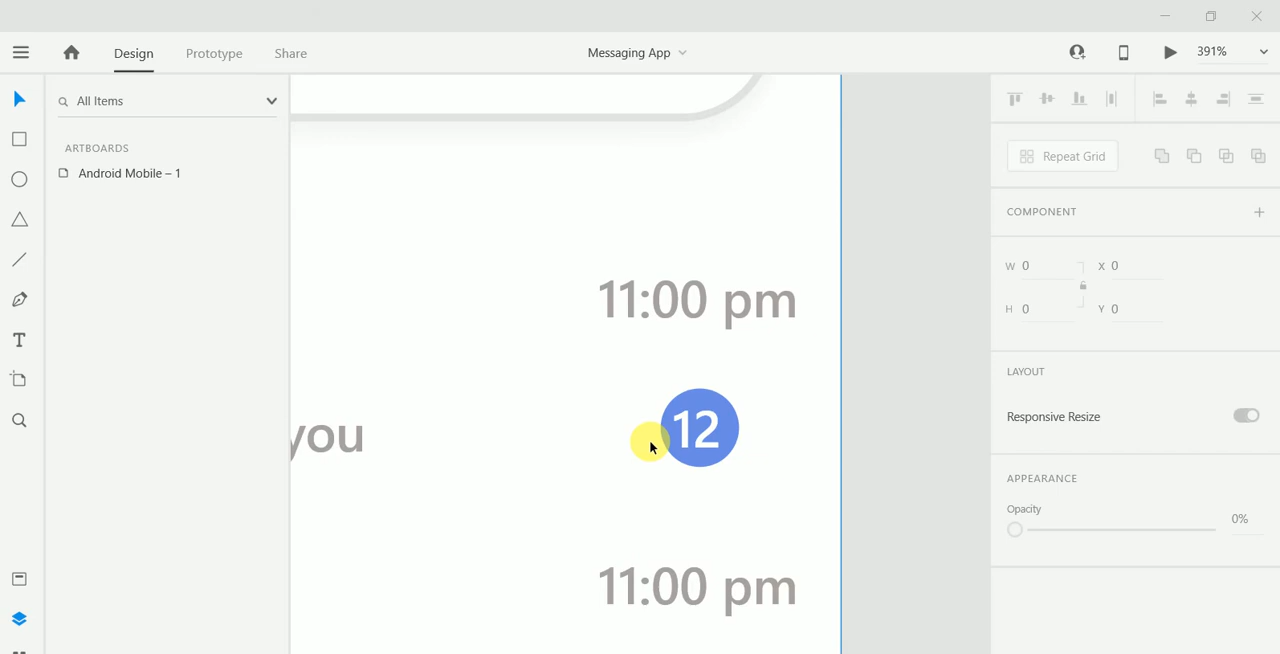 Design Prototype Share Messaging App 391%
All Items
ARTBOARDS
Android Mobile – 1
11:00 pm
you
12
11:00 pm
Repeat Grid
COMPONENT
W 0 X 0
H 0 Y 0
LAYOUT
Responsive Resize
APPEARANCE
Opacity
0%